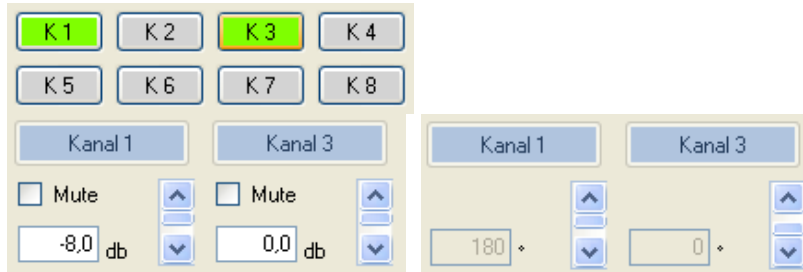 K 1 K 2 K 3 K 4
K 5 K 6 K 7 K 8
Kanal 1 Kanal 3 Kanal 1 Kanal 3
Mute Mute
-8,0 db 0,0 db 180 ° 0 °